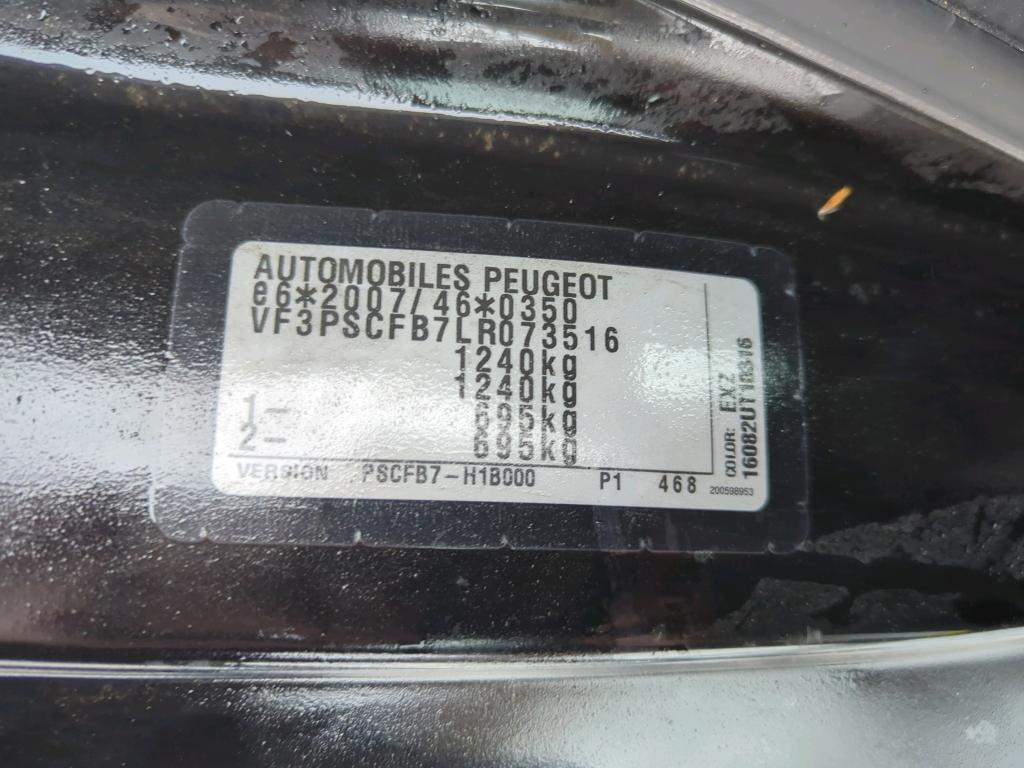 AUTOMOBILES PEUGEOT
e6*2007/46*0350
VF3PSCFB7LR073516
1240kg
1240kg
1- 695kg
2- 695kg
VERSION PSCFB7-H1B000 P1 468
COLOR: EXZ
16082UT183316
200598953